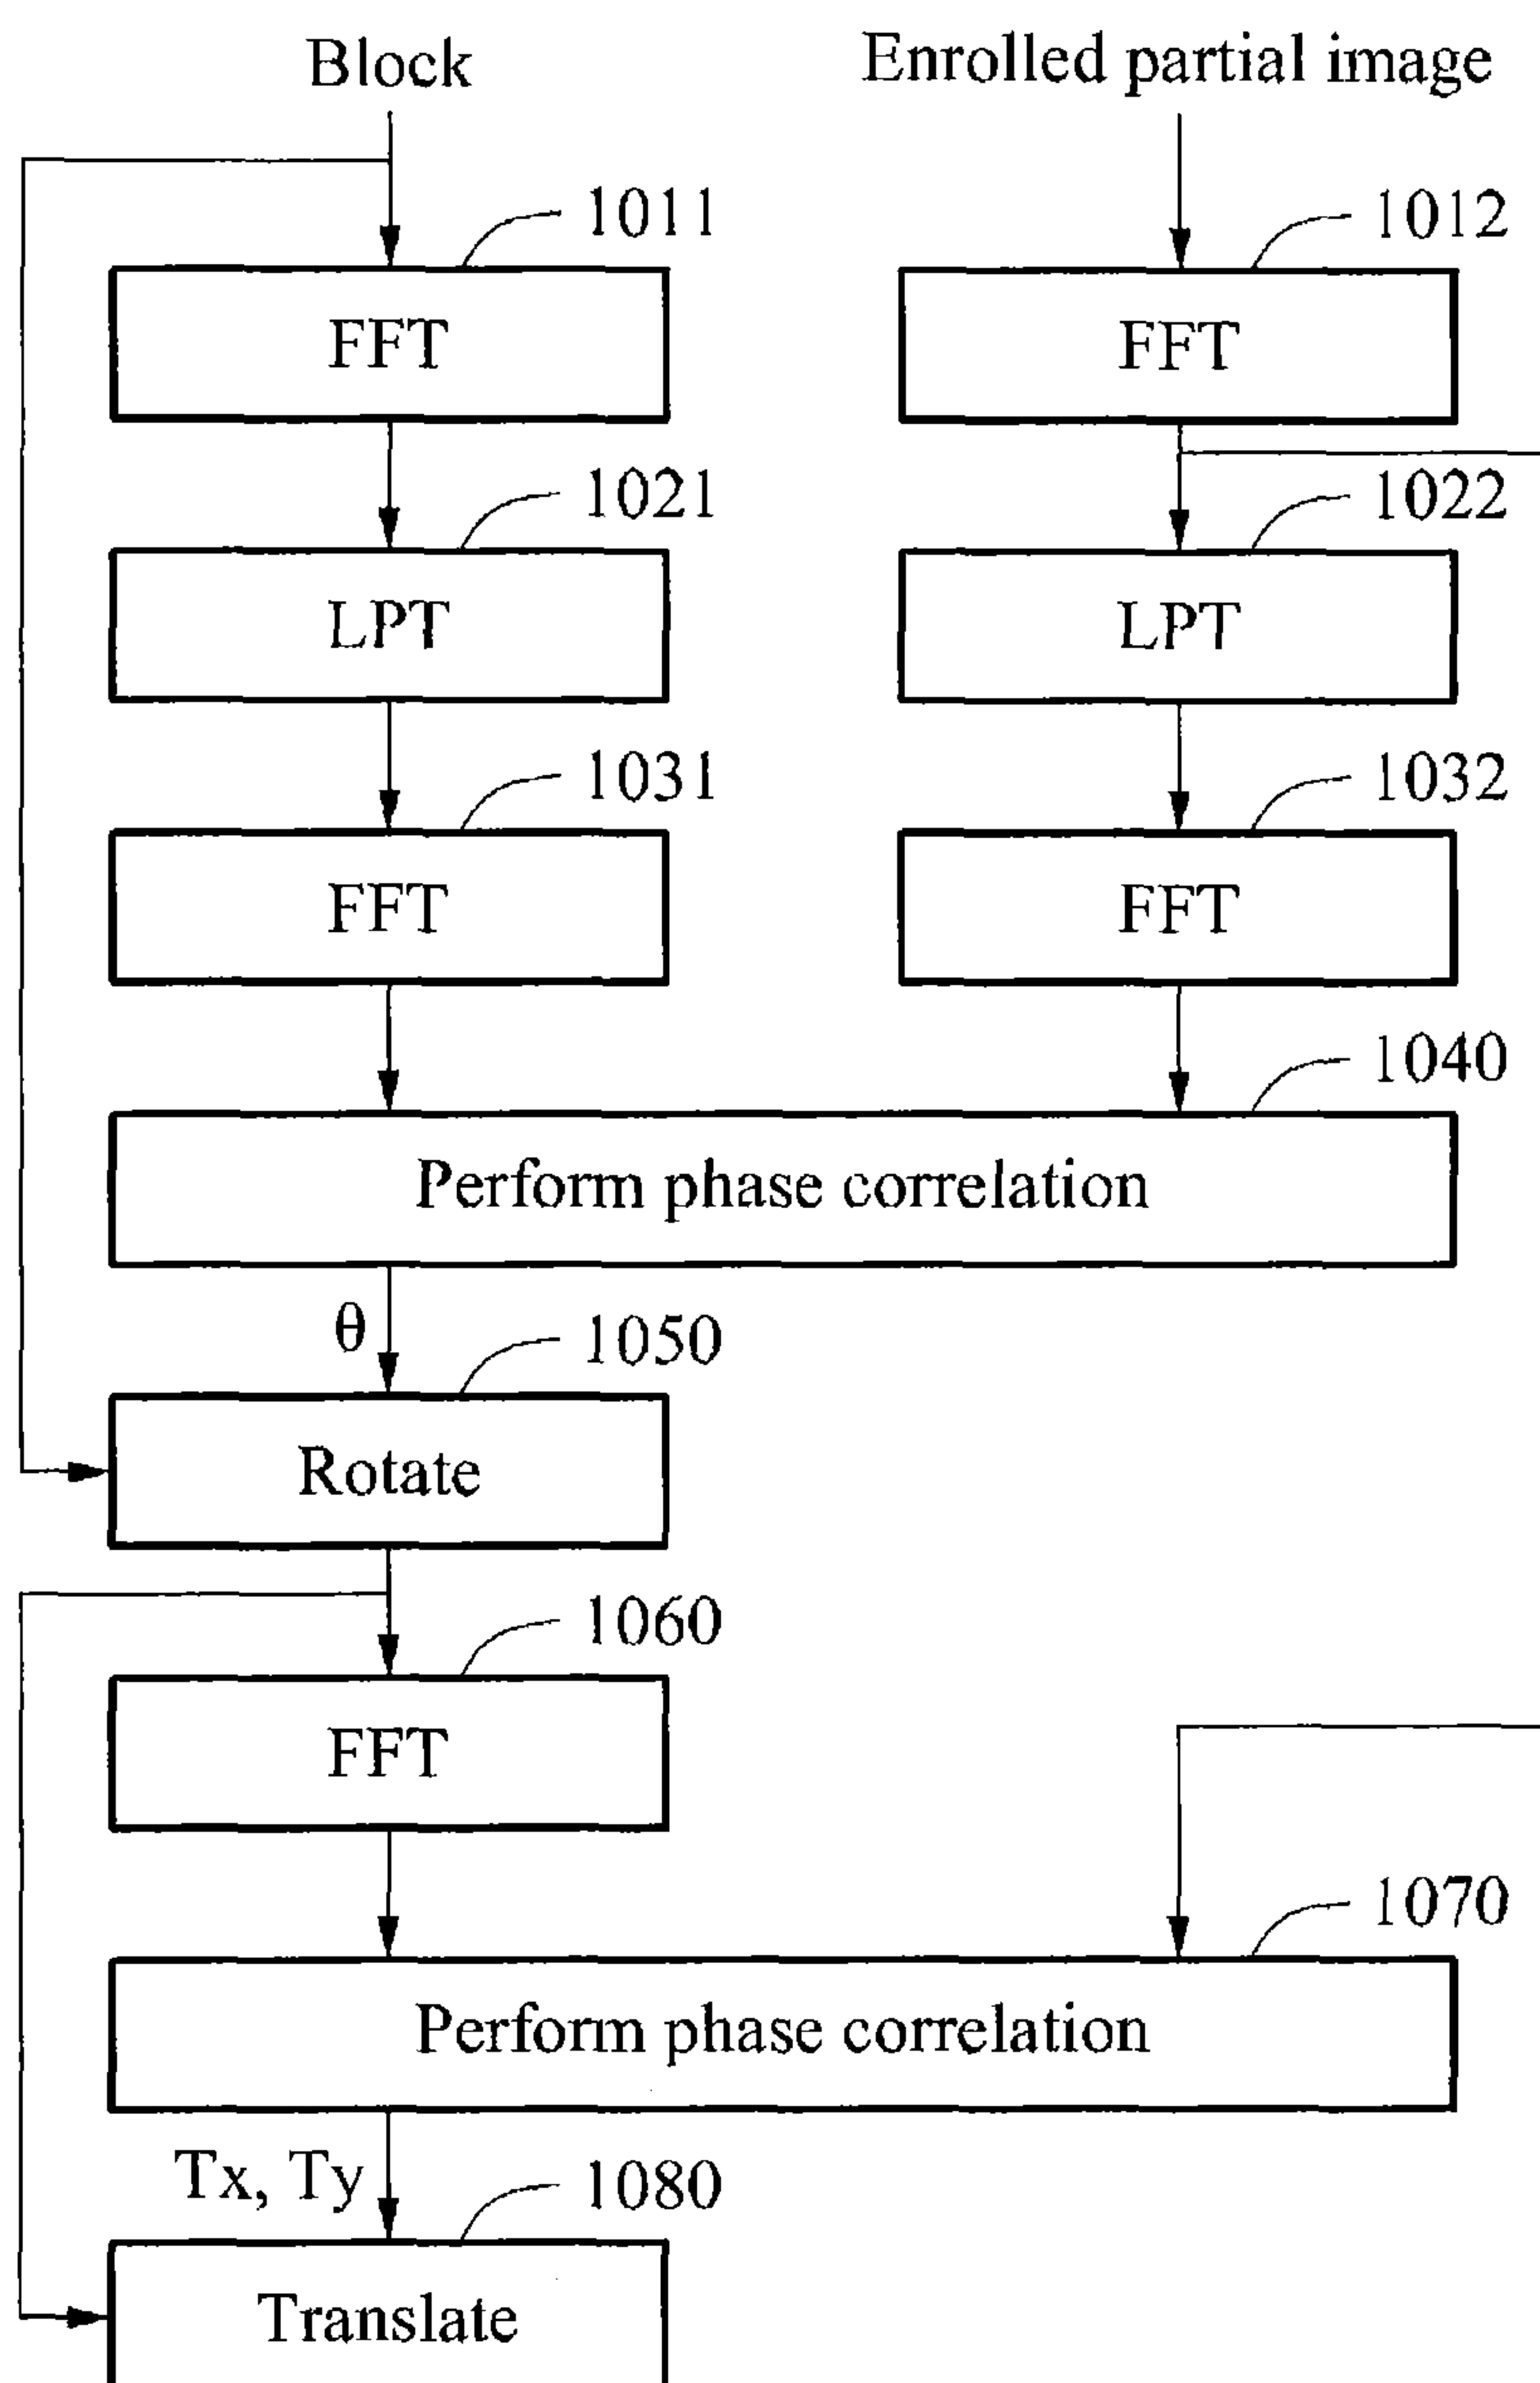 Block
Enrolled partial image
1011
1012
FFT
FFT
1021
1022
LPT
LPT
1031
1032
FFT
FFT
1040
Perform phase correlation
θ
1050
Rotate
1060
FFT
1070
Perform phase correlation
Tx, Ty
1080
Translate